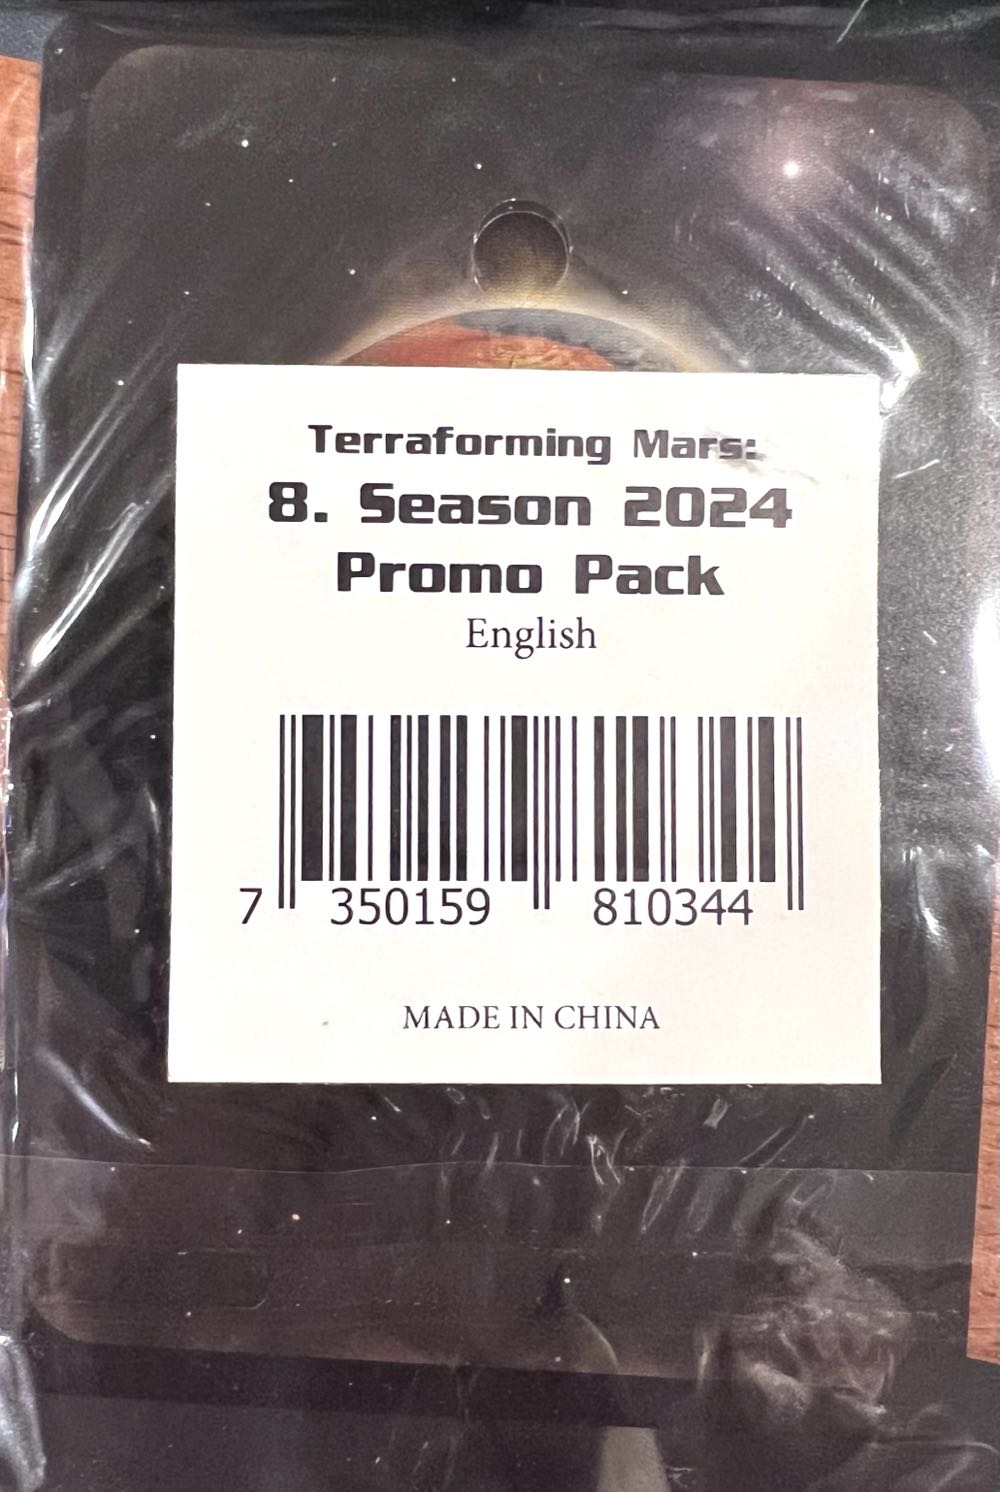 Terraforming Mars:
8. Season 2024
Promo Pack
English
7 350159 810344
MADE IN CHINA